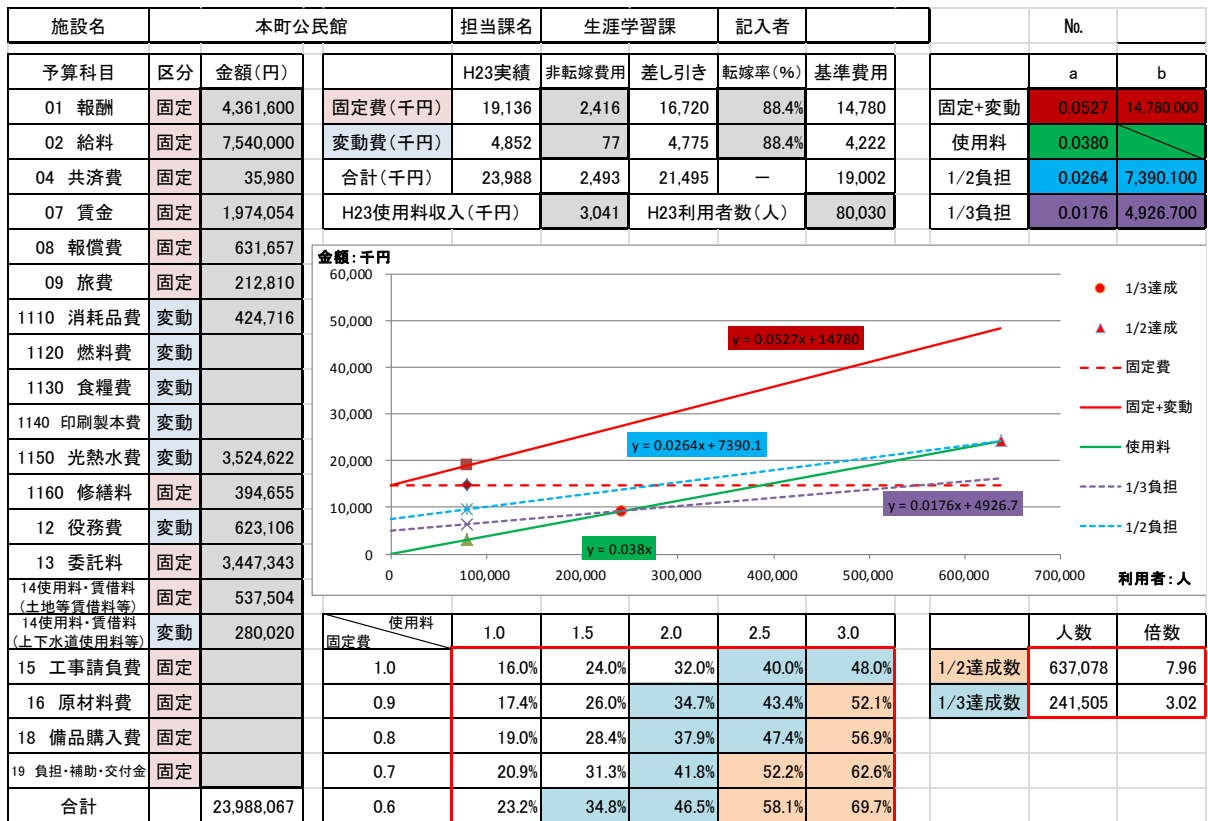 施設名 本町公民館 担当課名 生涯学習課 記入者 No.
予算科目 区分 金額(円)
01 報酬 固定 4,361,600
02 給料 固定 7,540,000
04 共済費 固定 35,980
07 賃金 固定 1,974,054
08 報償費 固定 631,657
09 旅費 固定 212,810
1110 消耗品費 変動 424,716
1120 燃料費 変動
1130 食糧費 変動
1140 印刷製本費 変動
1150 光熱水費 変動 3,524,622
1160 修繕料 固定 394,655
12 役務費 変動 623,106
13 委託料 固定 3,447,343
14使用料・賃借料
(土地等賃借料等) 固定 537,504
14使用料・賃借料
(上下水道使用料等) 変動 280,020
15 工事請負費 固定
16 原材料費 固定
18 備品購入費 固定
19 負担・補助・交付金 固定
合計 23,988,067
H23実績 非転嫁費用 差し引き 転嫁率(%) 基準費用
固定費(千円) 19,136 2,416 16,720 88.4% 14,780
変動費(千円) 4,852 77 4,775 88.4% 4,222
合計(千円) 23,988 2,493 21,495 － 19,002
H23使用料収入(千円) 3,041 H23利用者数(人) 80,030
a b
固定+変動 0.0527 14,780.000
使用料 0.0380
1/2負担 0.0264 7,390.100
1/3負担 0.0176 4,926.700
金額:千円
60,000
50,000
40,000
30,000
20,000
10,000
0
y = 0.0527x + 14780
y = 0.0264x + 7390.1
y = 0.0176x + 4926.7
y = 0.038x
0 100,000 200,000 300,000 400,000 500,000 600,000 700,000 利用者:人
1/3達成
1/2達成
固定費
固定+変動
使用料
1/3負担
1/2負担
使用料
固定費 1.0 1.5 2.0 2.5 3.0
1.0 16.0% 24.0% 32.0% 40.0% 48.0%
0.9 17.4% 26.0% 34.7% 43.4% 52.1%
0.8 19.0% 28.4% 37.9% 47.4% 56.9%
0.7 20.9% 31.3% 41.8% 52.2% 62.6%
0.6 23.2% 34.8% 46.5% 58.1% 69.7%
人数 倍数
1/2達成数 637,078 7.96
1/3達成数 241,505 3.02